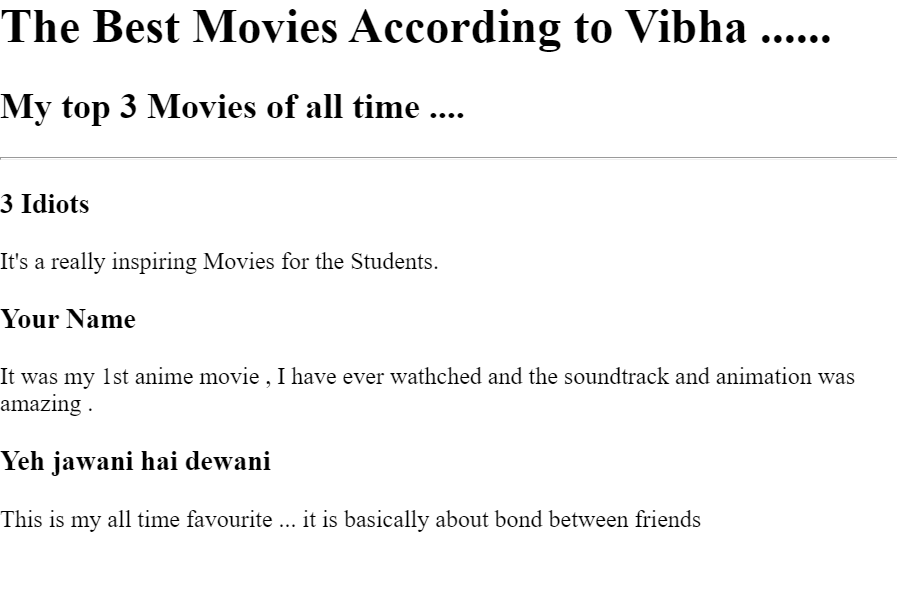 The Best Movies According to Vibha ......
My top 3 Movies of all time ....
3 Idiots
It's a really inspiring Movies for the Students.
Your Name
It was my 1st anime movie , I have ever wathched and the soundtrack and animation was
amazing .
Yeh jawani hai dewani
This is my all time favourite ... it is basically about bond between friends